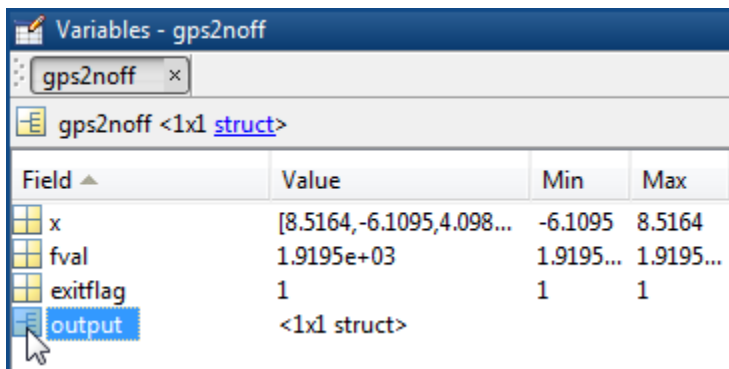 Variables - gps2noff
gps2noff ×
gps2noff <1x1 struct>
Field Value Min Max
x [8.5164,-6.1095,4.098... -6.1095 8.5164
fval 1.9195e+03 1.9195... 1.9195...
exitflag 1 1 1
output <1x1 struct>